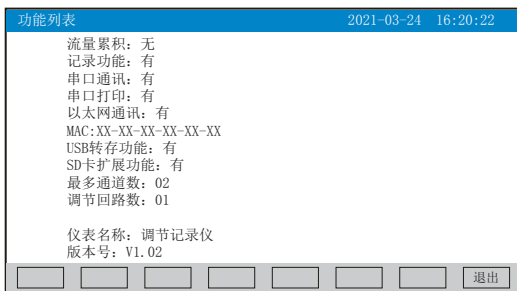 功能列表 2021-03-24 16:20:22
流量累积：无
记录功能：有
串口通讯：有
串口打印：有
以太网通讯：有
MAC:XX-XX-XX-XX-XX-XX
USB转存功能：有
SD卡扩展功能：有
最多通道数：02
调节回路数：01
仪表名称：调节记录仪
版本号：V1.02
退出